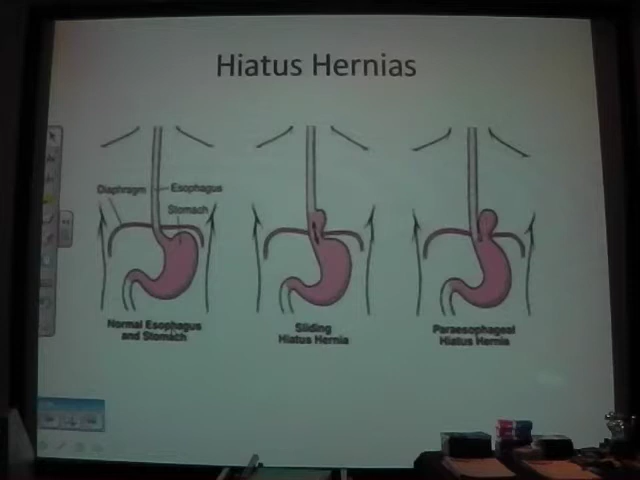 Hiatus Hernias
Diaphragm
Esophagus
Stomach
Normal Esophagus
and Stomach
Sliding
Hiatus Hernia
Paraesophageal
Hiatus Hernia